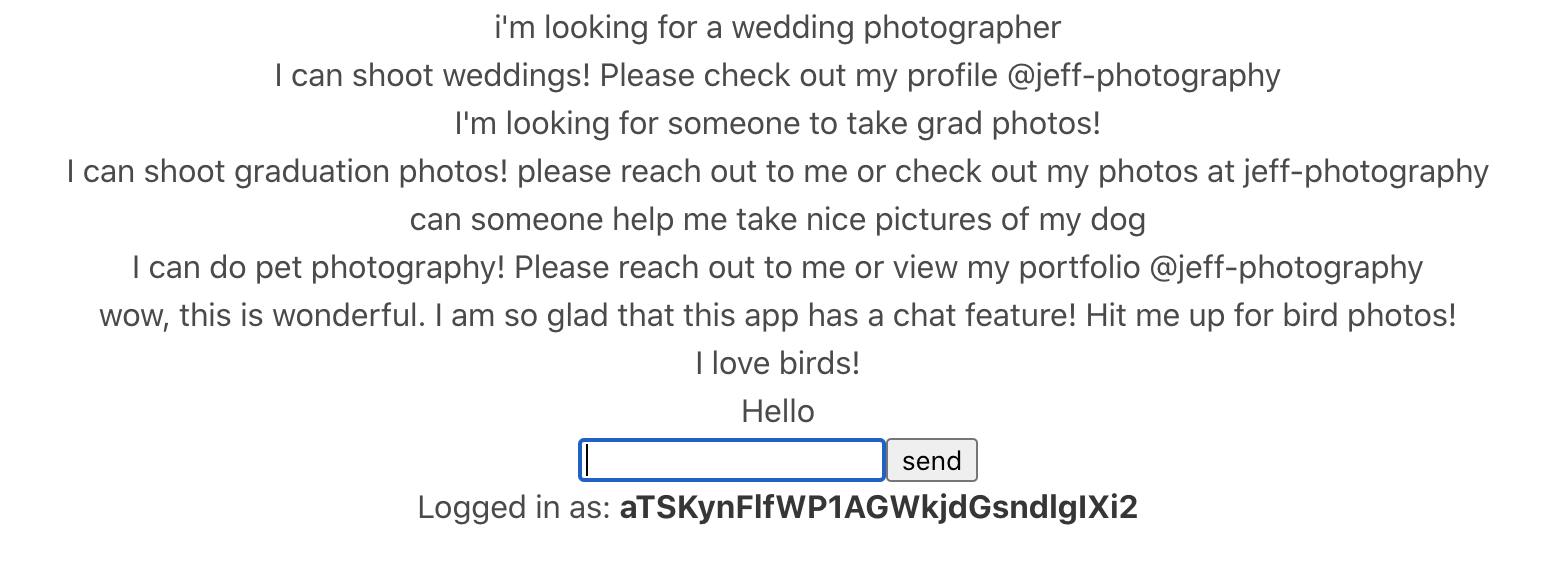 i'm looking for a wedding photographer
I can shoot weddings! Please check out my profile @jeff-photography
I'm looking for someone to take grad photos!
I can shoot graduation photos! please reach out to me or check out my photos at jeff-photography
can someone help me take nice pictures of my dog
I can do pet photography! Please reach out to me or view my portfolio @jeff-photography
wow, this is wonderful. I am so glad that this app has a chat feature! Hit me up for bird photos!
I love birds!
Hello
send
Logged in as: aTSKynFlfWP1AGWkjdGsndlgIXi2